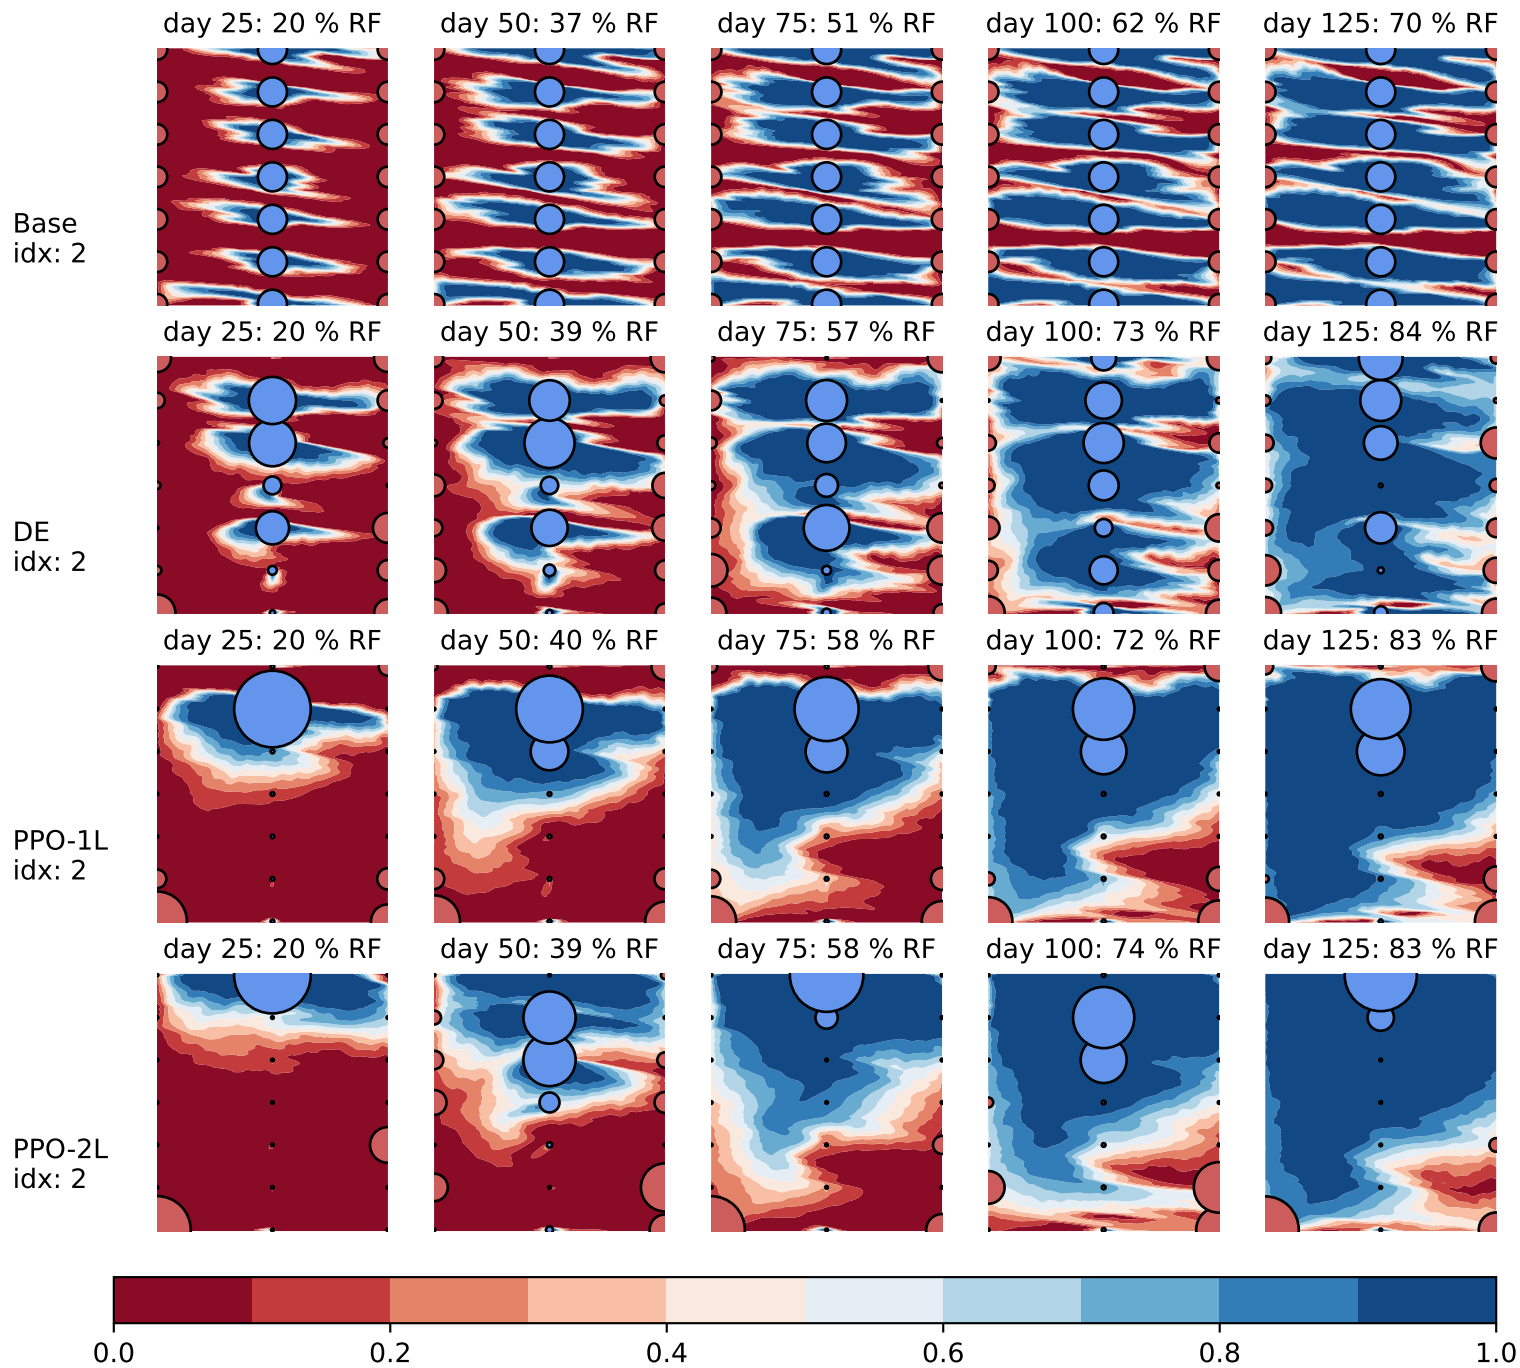 day 25: 20 % RF day 50: 37 % RF day 75: 51 % RF day 100: 62 % RF day 125: 70 % RF
Base
idx: 2
day 25: 20 % RF day 50: 39 % RF day 75: 57 % RF day 100: 73 % RF day 125: 84 % RF
DE
idx: 2
day 25: 20 % RF day 50: 40 % RF day 75: 58 % RF day 100: 72 % RF day 125: 83 % RF
PPO-1L
idx: 2
day 25: 20 % RF day 50: 39 % RF day 75: 58 % RF day 100: 74 % RF day 125: 83 % RF
PPO-2L
idx: 2
0.0 0.2 0.4 0.6 0.8 1.0